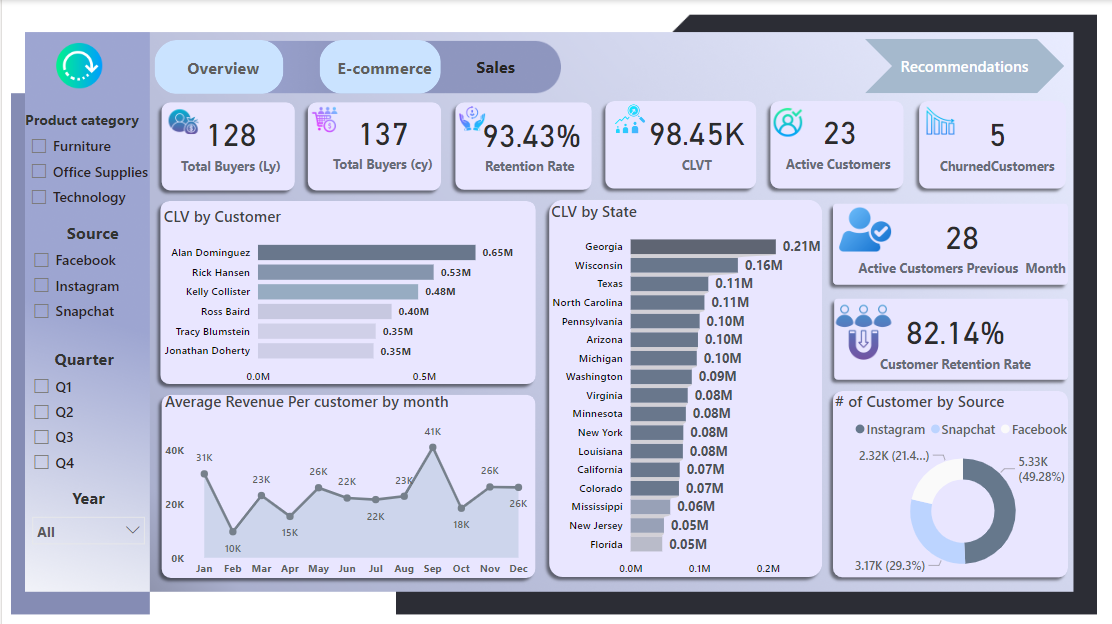 Overview
E-commerce
Sales
Recommendations
Product category
Furniture
Office Supplies
Technology
Source
Facebook
Instagram
Snapchat
Quarter
Q1
Q2
Q3
Q4
Year
All
128
Total Buyers (Ly)
137
Total Buyers (cy)
93.43%
Retention Rate
98.45K
CLVT
23
Active Customers
5
ChurnedCustomers
CLV by Customer
Alan Dominguez 0.65M
Rick Hansen 0.53M
Kelly Collister 0.48M
Ross Baird 0.40M
Tracy Blumstein 0.35M
Jonathan Doherty 0.35M
0.0M 0.5M
Average Revenue Per customer by month
40K
20K
0K
31K
10K
23K
15K
26K
22K
22K
23K
41K
18K
26K
26K
Jan Feb Mar Apr May Jun Jul Aug Sep Oct Nov Dec
CLV by State
Georgia 0.21M
Wisconsin 0.16M
Texas 0.11M
North Carolina 0.11M
Pennsylvania 0.10M
Arizona 0.10M
Michigan 0.10M
Washington 0.09M
Virginia 0.08M
Minnesota 0.08M
New York 0.08M
Louisiana 0.08M
California 0.07M
Colorado 0.07M
Mississippi 0.06M
New Jersey 0.05M
Florida 0.05M
0.0M 0.1M 0.2M
28
Active Customers Previous Month
82.14%
Customer Retention Rate
# of Customer by Source
Instagram Snapchat Facebook
2.32K (21.4...)
5.33K
(49.28%)
3.17K (29.3%)